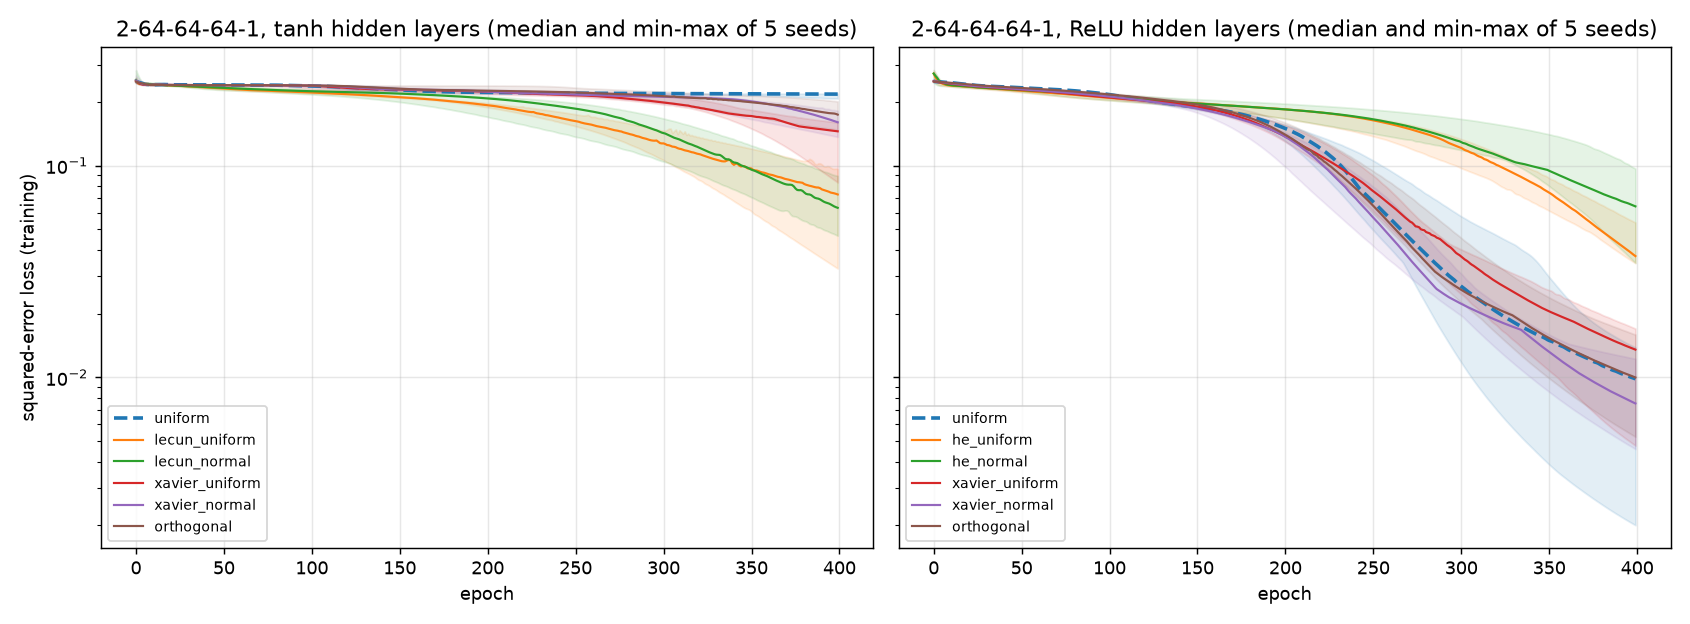 2-64-64-64-1, tanh hidden layers (median and min-max of 5 seeds)
squared-error loss (training)
10⁻¹
10⁻²
uniform
lecun_uniform
lecun_normal
xavier_uniform
xavier_normal
orthogonal
0 50 100 150 200 250 300 350 400
epoch
2-64-64-64-1, ReLU hidden layers (median and min-max of 5 seeds)
uniform
he_uniform
he_normal
xavier_uniform
xavier_normal
orthogonal
0 50 100 150 200 250 300 350 400
epoch